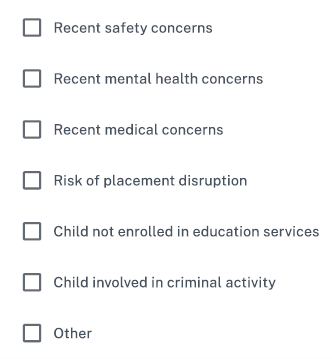 Recent safety concerns
Recent mental health concerns
Recent medical concerns
Risk of placement disruption
Child not enrolled in education services
Child involved in criminal activity
Other